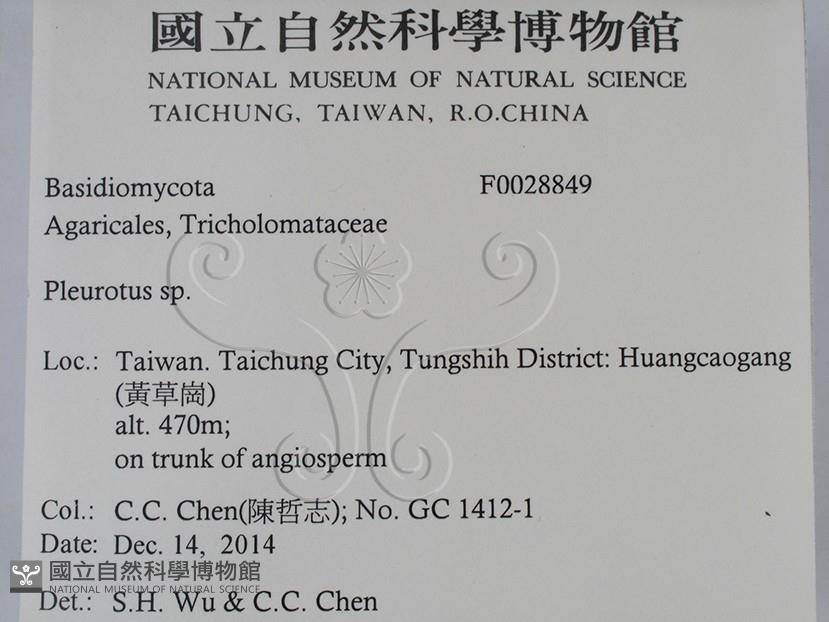 國立自然科學博物館
NATIONAL MUSEUM OF NATURAL SCIENCE
TAICHUNG, TAIWAN, R.O.CHINA
Basidiomycota F0028849
Agaricales, Tricholomataceae
Pleurotus sp.
Loc.: Taiwan. Taichung City, Tungshih District: Huangcaogang
(黃草崗)
alt. 470m;
on trunk of angiosperm
Col.: C.C. Chen(陳哲志); No. GC 1412-1
Date: Dec. 14, 2014
國立自然科學博物館
NATIONAL MUSEUM OF NATURAL SCIENCE
Det.: S.H. Wu & C.C. Chen